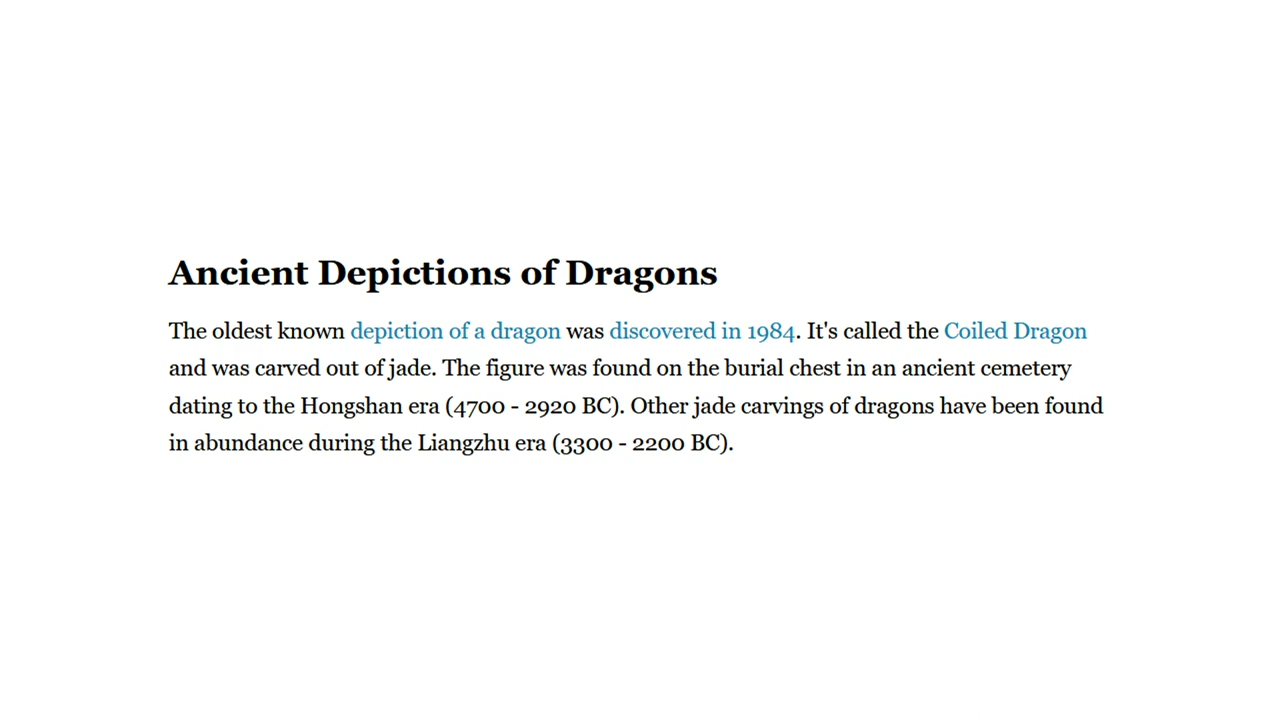 Ancient Depictions of Dragons
The oldest known depiction of a dragon was discovered in 1984. It's called the Coiled Dragon
and was carved out of jade. The figure was found on the burial chest in an ancient cemetery
dating to the Hongshan era (4700 - 2920 BC). Other jade carvings of dragons have been found
in abundance during the Liangzhu era (3300 - 2200 BC).